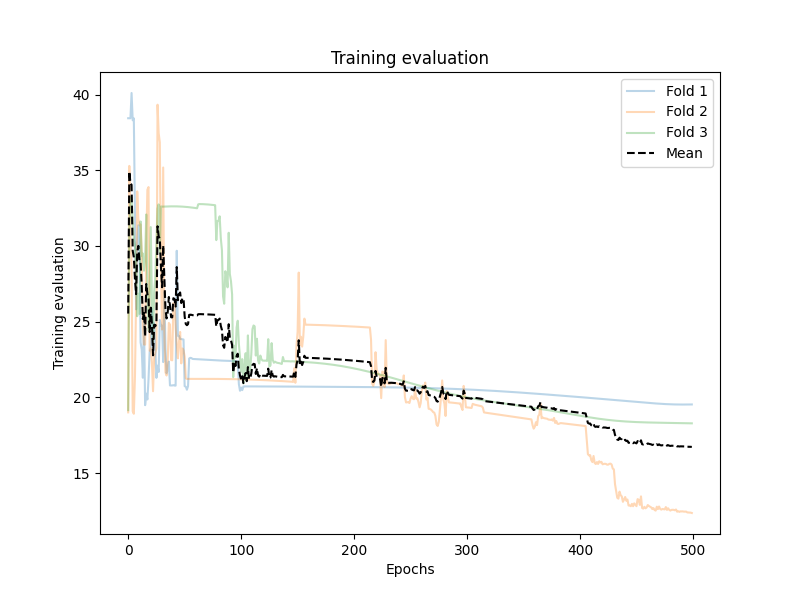 Training evaluation
Fold 1
Fold 2
Fold 3
Mean
Training evaluation
40
35
30
25
20
15
0 100 200 300 400 500
Epochs